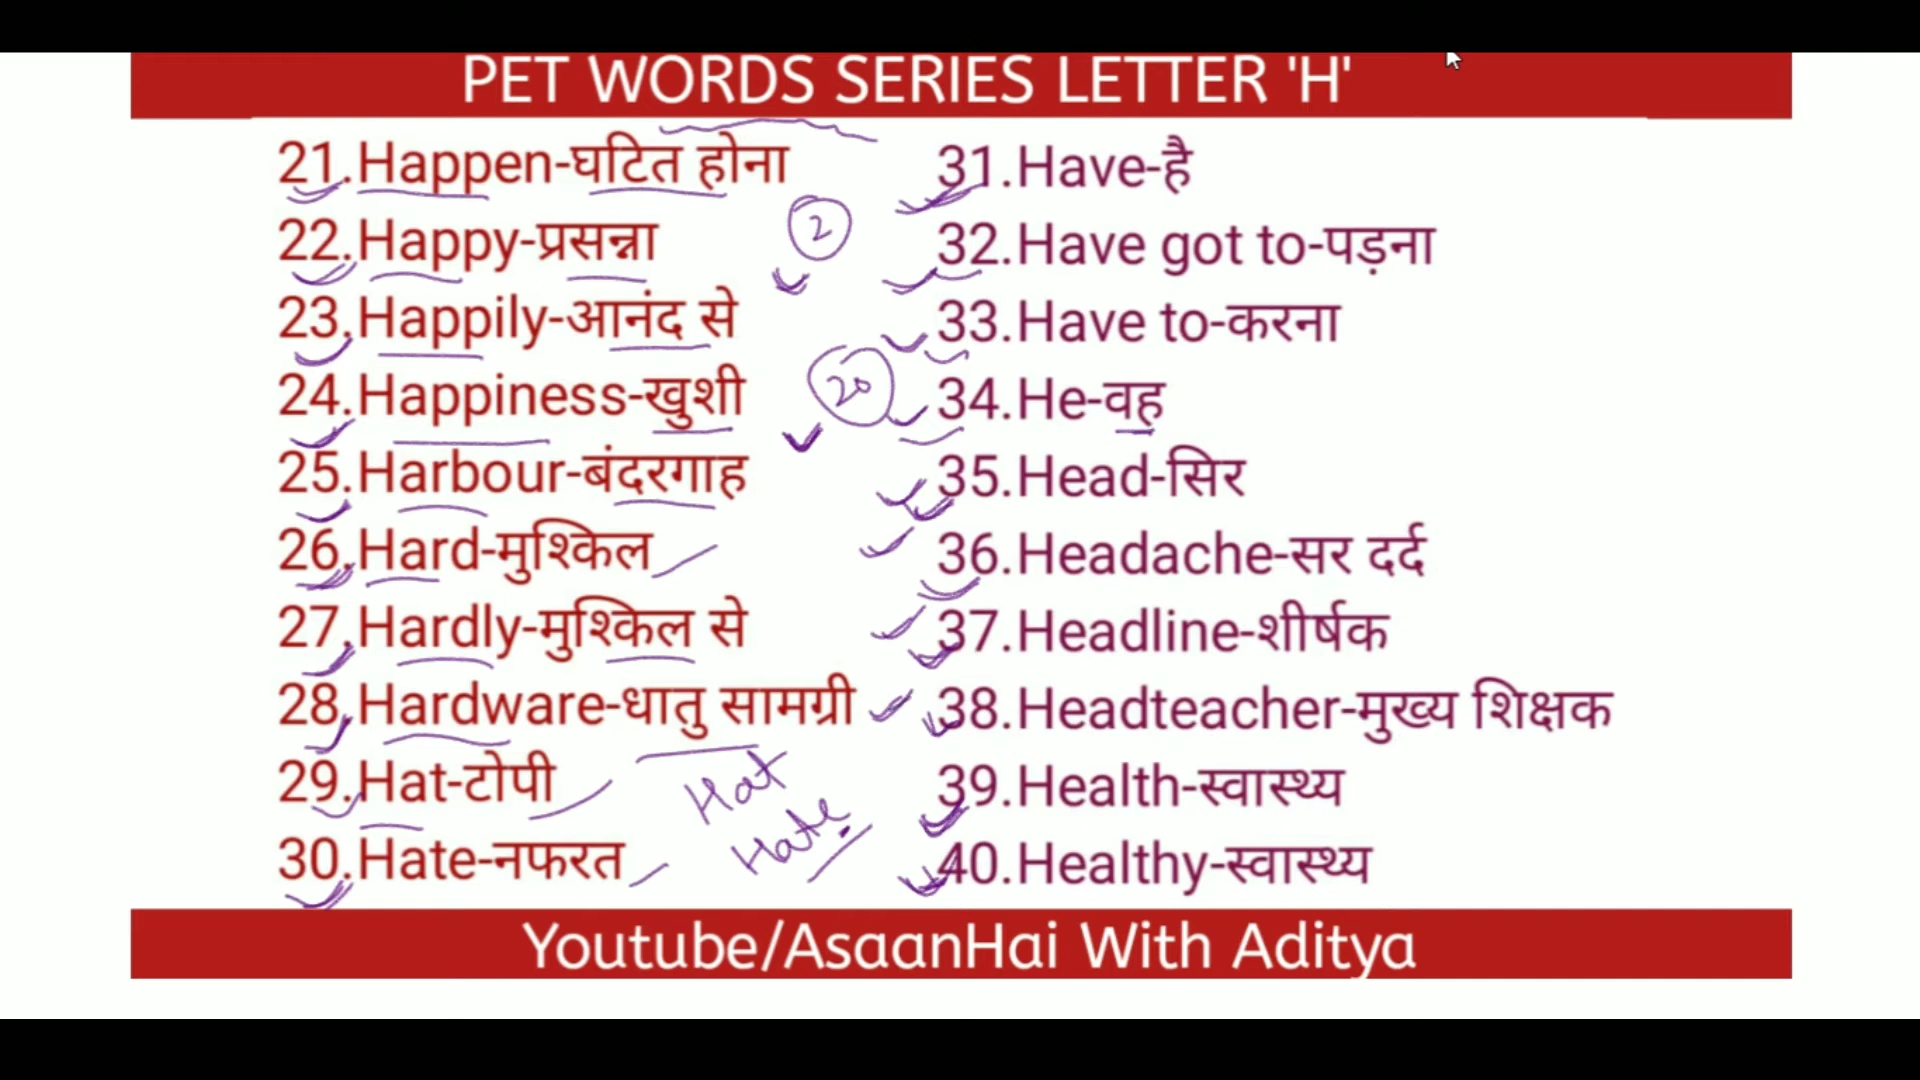 PET WORDS SERIES LETTER 'H'
21.Happen-घटित होना
22.Happy-प्रसन्ना
23.Happily-आनंद से
24.Happiness-खुशी
25.Harbour-बंदरगाह
26.Hard-मुश्किल
27.Hardly-मुश्किल से
28.Hardware-धातु सामग्री
29.Hat-टोपी
30.Hate-नफरत
2
20
Hat
Hate
31.Have-है
32.Have got to-पड़ना
33.Have to-करना
34.He-वह
35.Head-सिर
36.Headache-सर दर्द
37.Headline-शीर्षक
38.Headteacher-मुख्य शिक्षक
39.Health-स्वास्थ्य
40.Healthy-स्वास्थ्य
Youtube/AsaanHai With Aditya